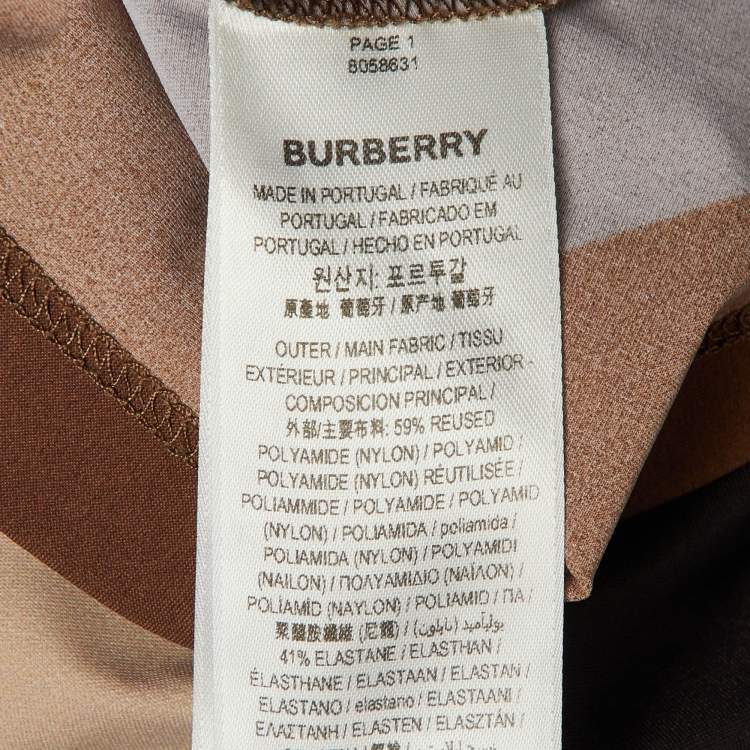 PAGE 1
8058631
BURBERRY
MADE IN PORTUGAL / FABRIQUÉ AU
PORTUGAL / FABRICADO EM
PORTUGAL / HECHO EN PORTUGAL
원산지: 포르투갈
原產地 葡萄牙 / 原产地 葡萄牙
OUTER / MAIN FABRIC / TISSU
EXTÉRIEUR / PRINCIPAL / EXTERIOR -
COMPOSICION PRINCIPAL /
外部/主要布料: 59% REUSED
POLYAMIDE (NYLON) / POLYAMID /
POLYAMIDE (NYLON) RÉUTILISÉE /
POLIAMMIDE / POLYAMIDE / POLYAMID
(NYLON) / POLIAMIDA / poliamida /
POLIAMIDA (NYLON) / POLYAMIDI
(NAILON) / ΠΟΛΥΑΜΙΔΙΟ (ΝΑΪΛΟΝ) /
POLÍAMÍÐ (NAYLON) / POLIAMID / ПА /
聚醯胺纖維 (尼龍) / بوليأميد (نايلون) /
41% ELASTANE / ELASTHAN /
ÉLASTHANE / ELASTAAN / ELASTAN /
ELASTANO / elastano / ELASTAANI /
ΕΛΑΣΤΑΝΗ / ELASTEN / ELASZTÁN /